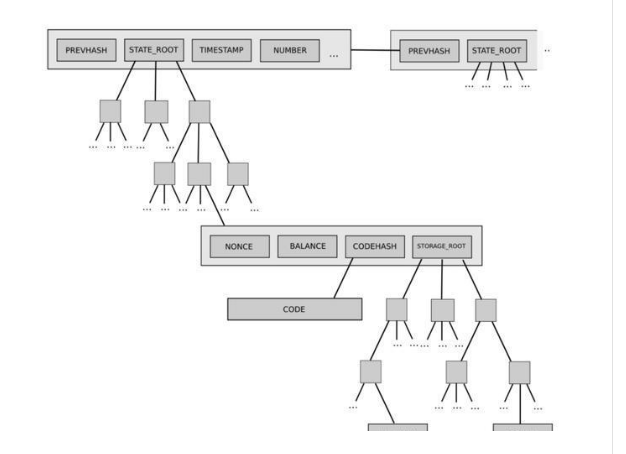 PREVHASH STATE_ROOT TIMESTAMP NUMBER ... PREVHASH STATE_ROOT ..
... ... ... ...
... ... ... ... ...
... ... ... ... ...
NONCE BALANCE CODEHASH STORAGE_ROOT
CODE
... ... ... ...
... ... ... ... ...